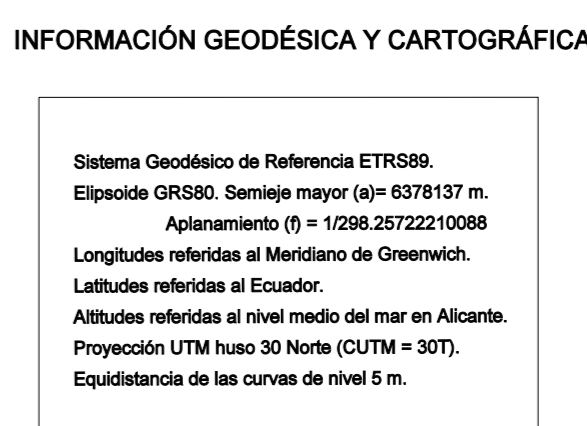 INFORMACIÓN GEODÉSICA Y CARTOGRÁFICA
Sistema Geodésico de Referencia ETRS89.
Elipsoide GRS80. Semieje mayor (a)= 6378137 m.
Aplanamiento (f) = 1/298.25722210088
Longitudes referidas al Meridiano de Greenwich.
Latitudes referidas al Ecuador.
Altitudes referidas al nivel medio del mar en Alicante.
Proyección UTM huso 30 Norte (CUTM = 30T).
Equidistancia de las curvas de nivel 5 m.